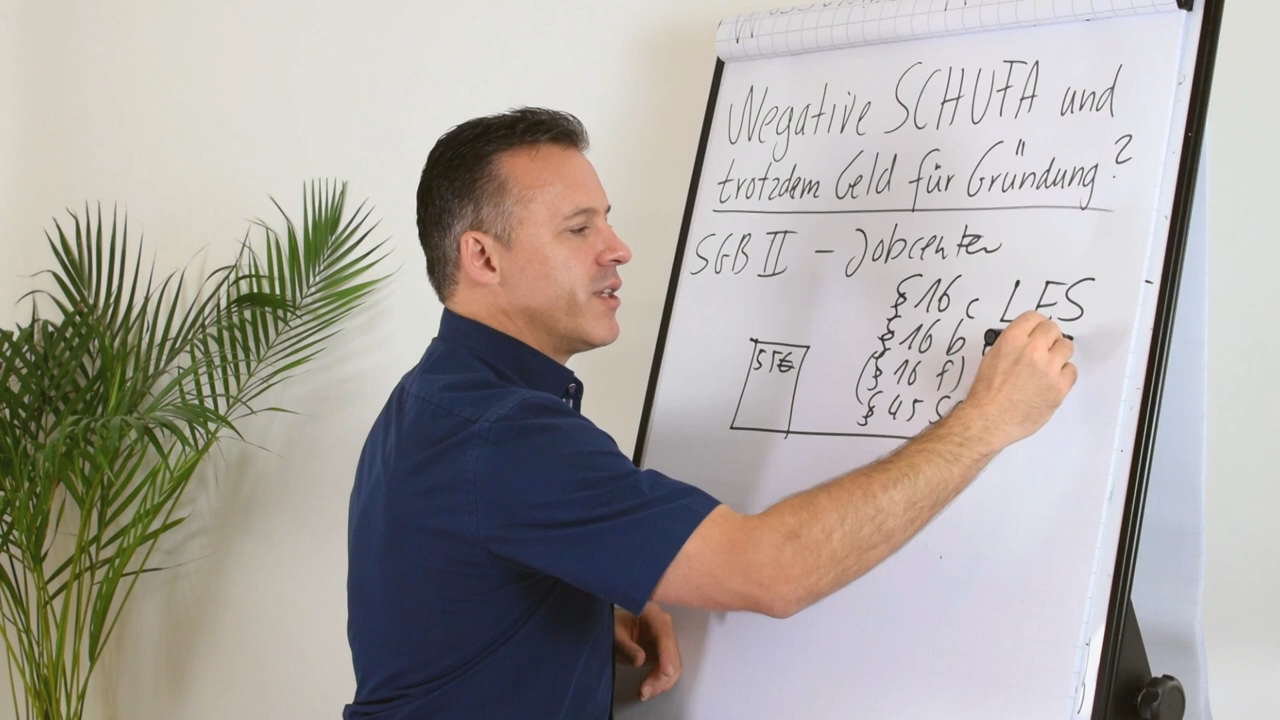 Negative SCHUFA und
trotzdem Geld für Gründung?
SGB II – Jobcenter
§ 16 c LES
§ 16 b
(§ 16 f)
5T€
§ 45